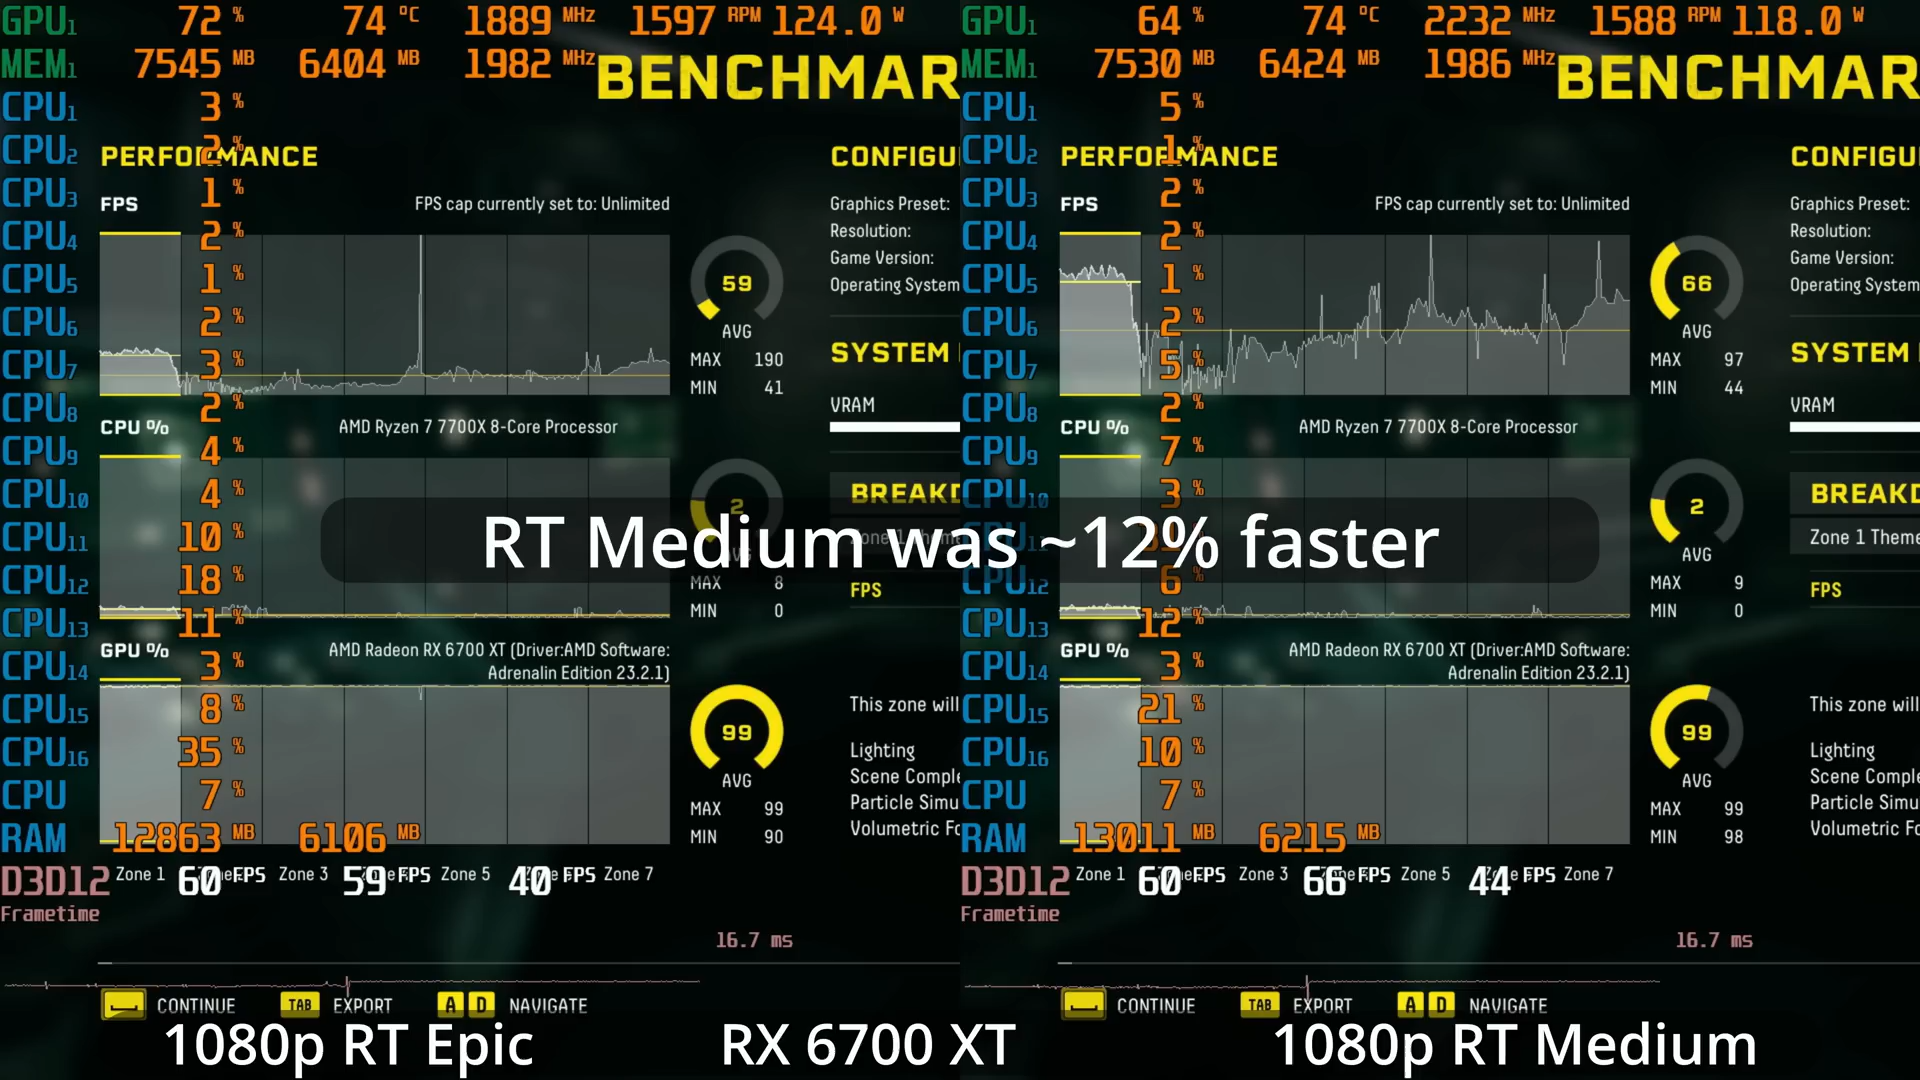 GPU1 72 % 74 °C 1889 MHz 1597 RPM 124.0 W
MEM1 7545 MB 6404 MB 1982 MHz
BENCHMAR
CPU1 3 %
CPU2 2 %
PERFORMANCE
CONFIGU
CPU3 1 %
FPS
FPS cap currently set to: Unlimited
Graphics Preset:
CPU4 2 %
Resolution:
Game Version:
CPU5 1 %
59
Operating System
CPU6 2 %
AVG
CPU7 3 %
MAX 190
SYSTEM
MIN 41
CPU8 2 %
VRAM
CPU %
AMD Ryzen 7 7700X 8-Core Processor
CPU9 4 %
CPU10 4 %
2
BREAKD
CPU11 10 %
CPU12 18 %
MAX 8
FPS
MIN 0
CPU13 11 %
GPU %
AMD Radeon RX 6700 XT (Driver:AMD Software:
Adrenalin Edition 23.2.1)
CPU14 3 %
CPU15 8 %
This zone will
99
CPU16 35 %
Lighting
AVG
Scene Comple
CPU 7 %
MAX 99
Particle Simu
MIN 90
Volumetric Fo
RAM 12863 MB 6106 MB
Zone 1 Zone 3 Zone 5 Zone 7
D3D12 60 FPS 59 FPS 40 FPS
Frametime
16.7 ms
CONTINUE TAB EXPORT A D NAVIGATE
1080p RT Epic
RT Medium was ~12% faster
RX 6700 XT
GPU1 64 % 74 °C 2232 MHz 1588 RPM 118.0 W
MEM1 7530 MB 6424 MB 1986 MHz
BENCHMAR
CPU1 5 %
CPU2 1 %
PERFORMANCE
CONFIGU
CPU3 2 %
FPS
FPS cap currently set to: Unlimited
Graphics Preset:
CPU4 2 %
Resolution:
Game Version:
CPU5 1 %
66
Operating System
CPU6 2 %
AVG
CPU7 5 %
MAX 97
SYSTEM
MIN 44
CPU8 2 %
VRAM
CPU %
AMD Ryzen 7 7700X 8-Core Processor
CPU9 7 %
CPU10 3 %
2
BREAKD
Zone 1 Theme
AVG
CPU12 6 %
MAX 9
FPS
MIN 0
CPU13 12 %
GPU %
AMD Radeon RX 6700 XT (Driver:AMD Software:
Adrenalin Edition 23.2.1)
CPU14 3 %
CPU15 21 %
This zone will
99
CPU16 10 %
Lighting
AVG
Scene Comple
CPU 7 %
MAX 99
Particle Simu
MIN 98
Volumetric Fo
RAM 13011 MB 6215 MB
Zone 1 Zone 3 Zone 5 Zone 7
D3D12 60 FPS 66 FPS 44 FPS
Frametime
16.7 ms
CONTINUE TAB EXPORT A D NAVIGATE
1080p RT Medium